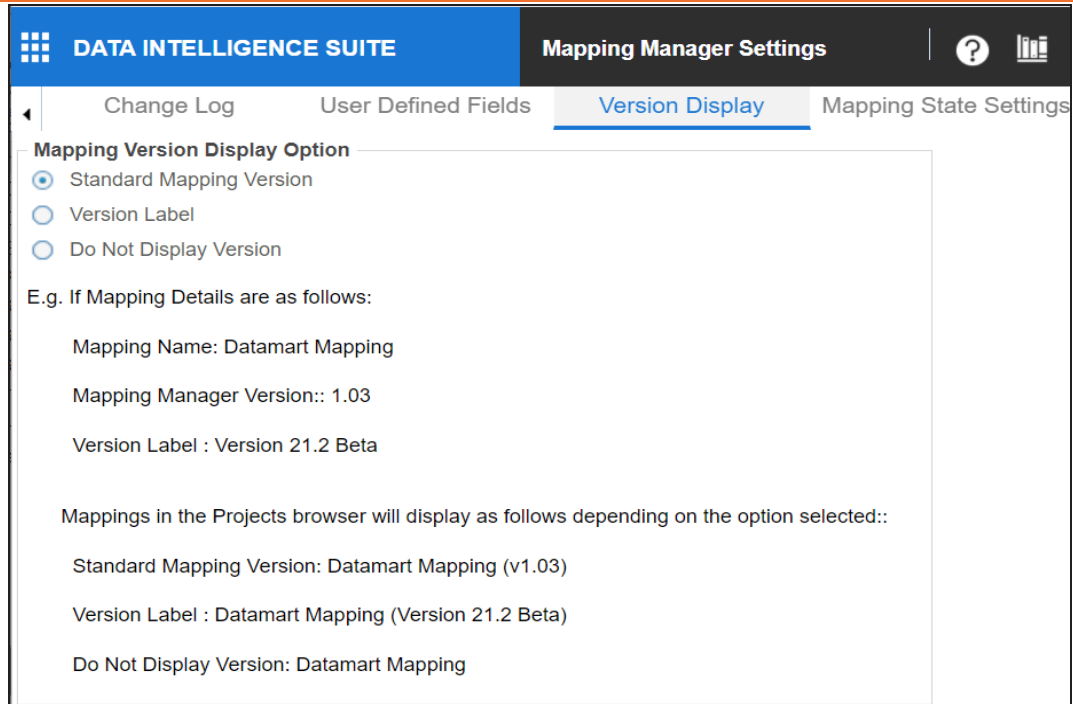 DATA INTELLIGENCE SUITE
Mapping Manager Settings
?
Change Log
User Defined Fields
Version Display
Mapping State Settings
Mapping Version Display Option
Standard Mapping Version
Version Label
Do Not Display Version
E.g. If Mapping Details are as follows:
Mapping Name: Datamart Mapping
Mapping Manager Version:: 1.03
Version Label : Version 21.2 Beta
Mappings in the Projects browser will display as follows depending on the option selected::
Standard Mapping Version: Datamart Mapping (v1.03)
Version Label : Datamart Mapping (Version 21.2 Beta)
Do Not Display Version: Datamart Mapping